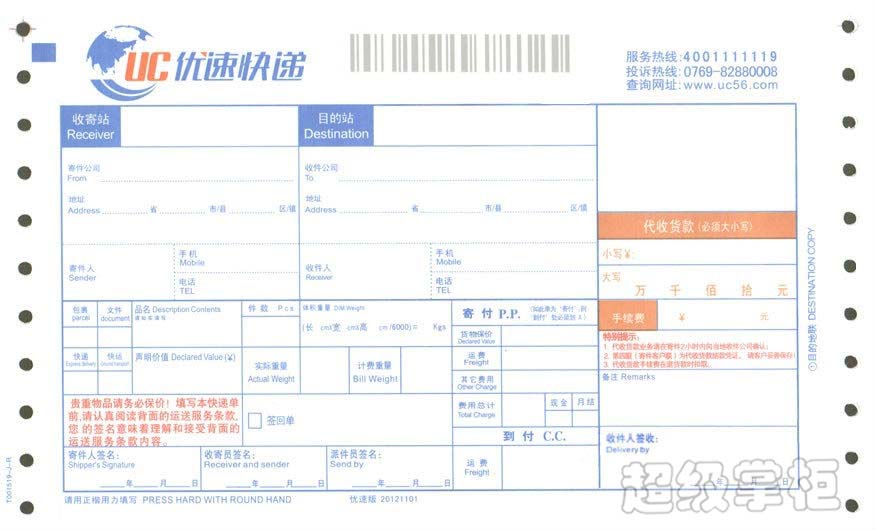 UC 优速快递
服务热线:4001111119
投诉热线:0769-82880008
查询网址:www.uc56.com
收寄站
Receiver
目的站
Destination
寄件公司
From
收件公司
To
地址
Address 省 市/县 区/镇
地址
Address 省 市/县 区/镇
代收货款(必须大小写)
小写¥:
大写
万 仟 佰 拾 元
手续费 ¥ 元
寄件人
Sender
手机
Mobile
电话
TEL
收件人
Receiver
手机
Mobile
电话
TEL
包裹
parcel
文件
document
品名 Description Contents
件数 Pcs
体积重量 DIM Weight
(长 cm×宽 cm×高 cm/6000)= Kgs
寄付 P.P.
货物保价
Declared Value
快递
Express delivery
快运
Ground transport
声明价值 Declared Value (¥)
实际重量
Actual Weight
计费重量
Bill Weight
运费
Freight
其它费用
Other Charge
费用总计
Total Charge
现金 月结
到付 C.C.
运费
Freight
特别提示:
1. 代收货款业务请在寄件2小时内向当地收件公司确认;
2. 第四联(寄件客户联)为代收货款结款凭证, 请客户妥善保存
3. 代收货款手续费在退货款时扣取。
备注 Remarks
贵重物品请务必保价! 填写本快递单
前,请认真阅读背面的运送服务条款,
您的签名意味着理解和接受背面的
运送服务条款内容。
签回单
收件人签收:
Delivery by
年 月 日
寄件人签名:
Shipper's Signature
年 月 日
收寄员签名:
Receiver and sender
年 月 日
派件员签名:
Send by
年 月 日
请用正楷用力填写 PRESS HARD WITH ROUND HAND
优速版 20121101
T001519-J-R
①目的地联 DESTINATION COPY
超级掌柜